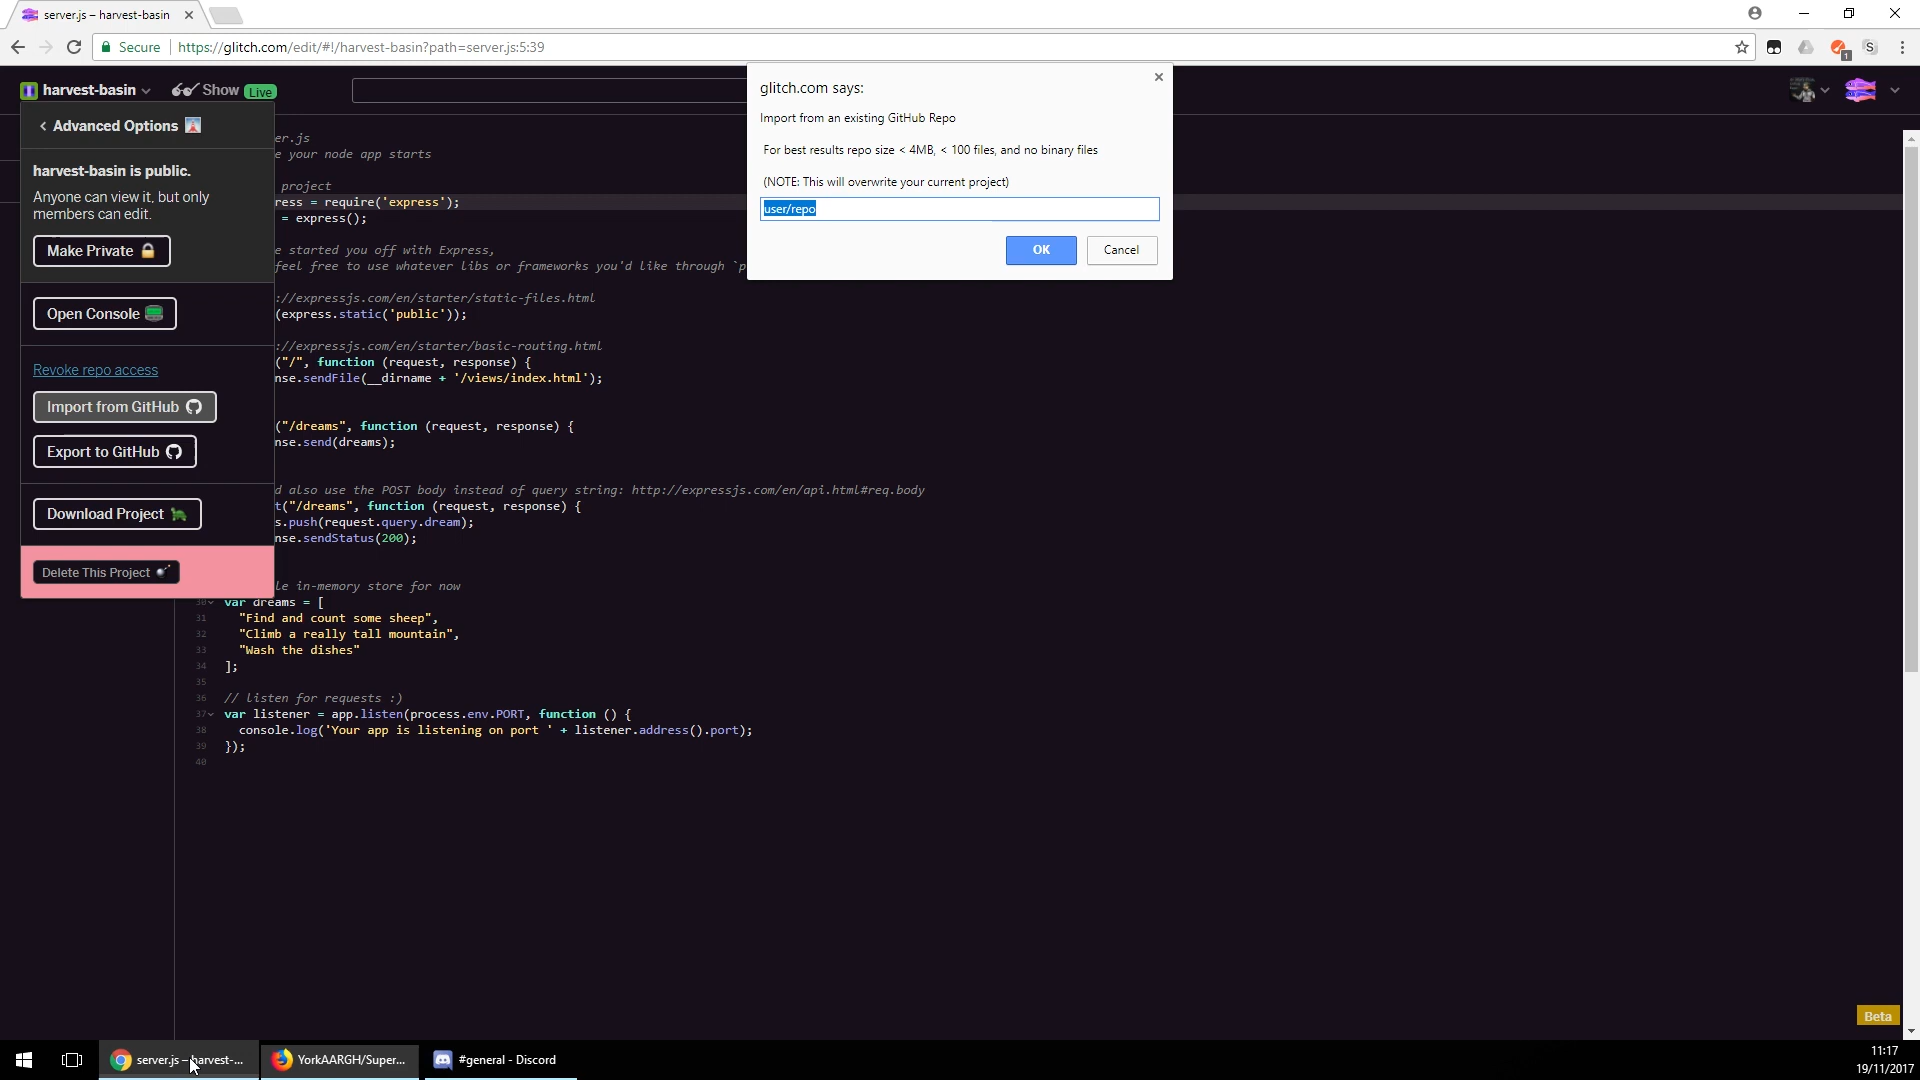 server.js – harvest-basin
Secure
https://glitch.com/edit/#!/harvest-basin?path=server.js:5:39
1
S
harvest-basin
Show
Live
Advanced Options
harvest-basin is public.
Anyone can view it, but only
members can edit.
Make Private
Open Console
Revoke repo access
Import from GitHub
Export to GitHub
Download Project
Delete This Project
glitch.com says:
Import from an existing GitHub Repo
For best results repo size < 4MB, < 100 files, and no binary files
(NOTE: This will overwrite your current project)
user/repo
OK
Cancel
er.js
e your node app starts
project
ress = require('express');
= express();
e started you off with Express,
feel free to use whatever libs or frameworks you'd like through `p
://expressjs.com/en/starter/static-files.html
(express.static('public'));
://expressjs.com/en/starter/basic-routing.html
("/", function (request, response) {
nse.sendFile(__dirname + '/views/index.html');
("/dreams", function (request, response) {
nse.send(dreams);
d also use the POST body instead of query string: http://expressjs.com/en/api.html#req.body
t("/dreams", function (request, response) {
s.push(request.query.dream);
nse.sendStatus(200);
le in-memory store for now
30 var dreams = [
31 "Find and count some sheep",
32 "Climb a really tall mountain",
33 "Wash the dishes"
34 ];
35
36 // listen for requests :)
37 var listener = app.listen(process.env.PORT, function () {
38 console.log('Your app is listening on port ' + listener.address().port);
39 });
40
Beta
server.js – harvest-...
YorkAARGH/Super...
#general - Discord
11:17
19/11/2017